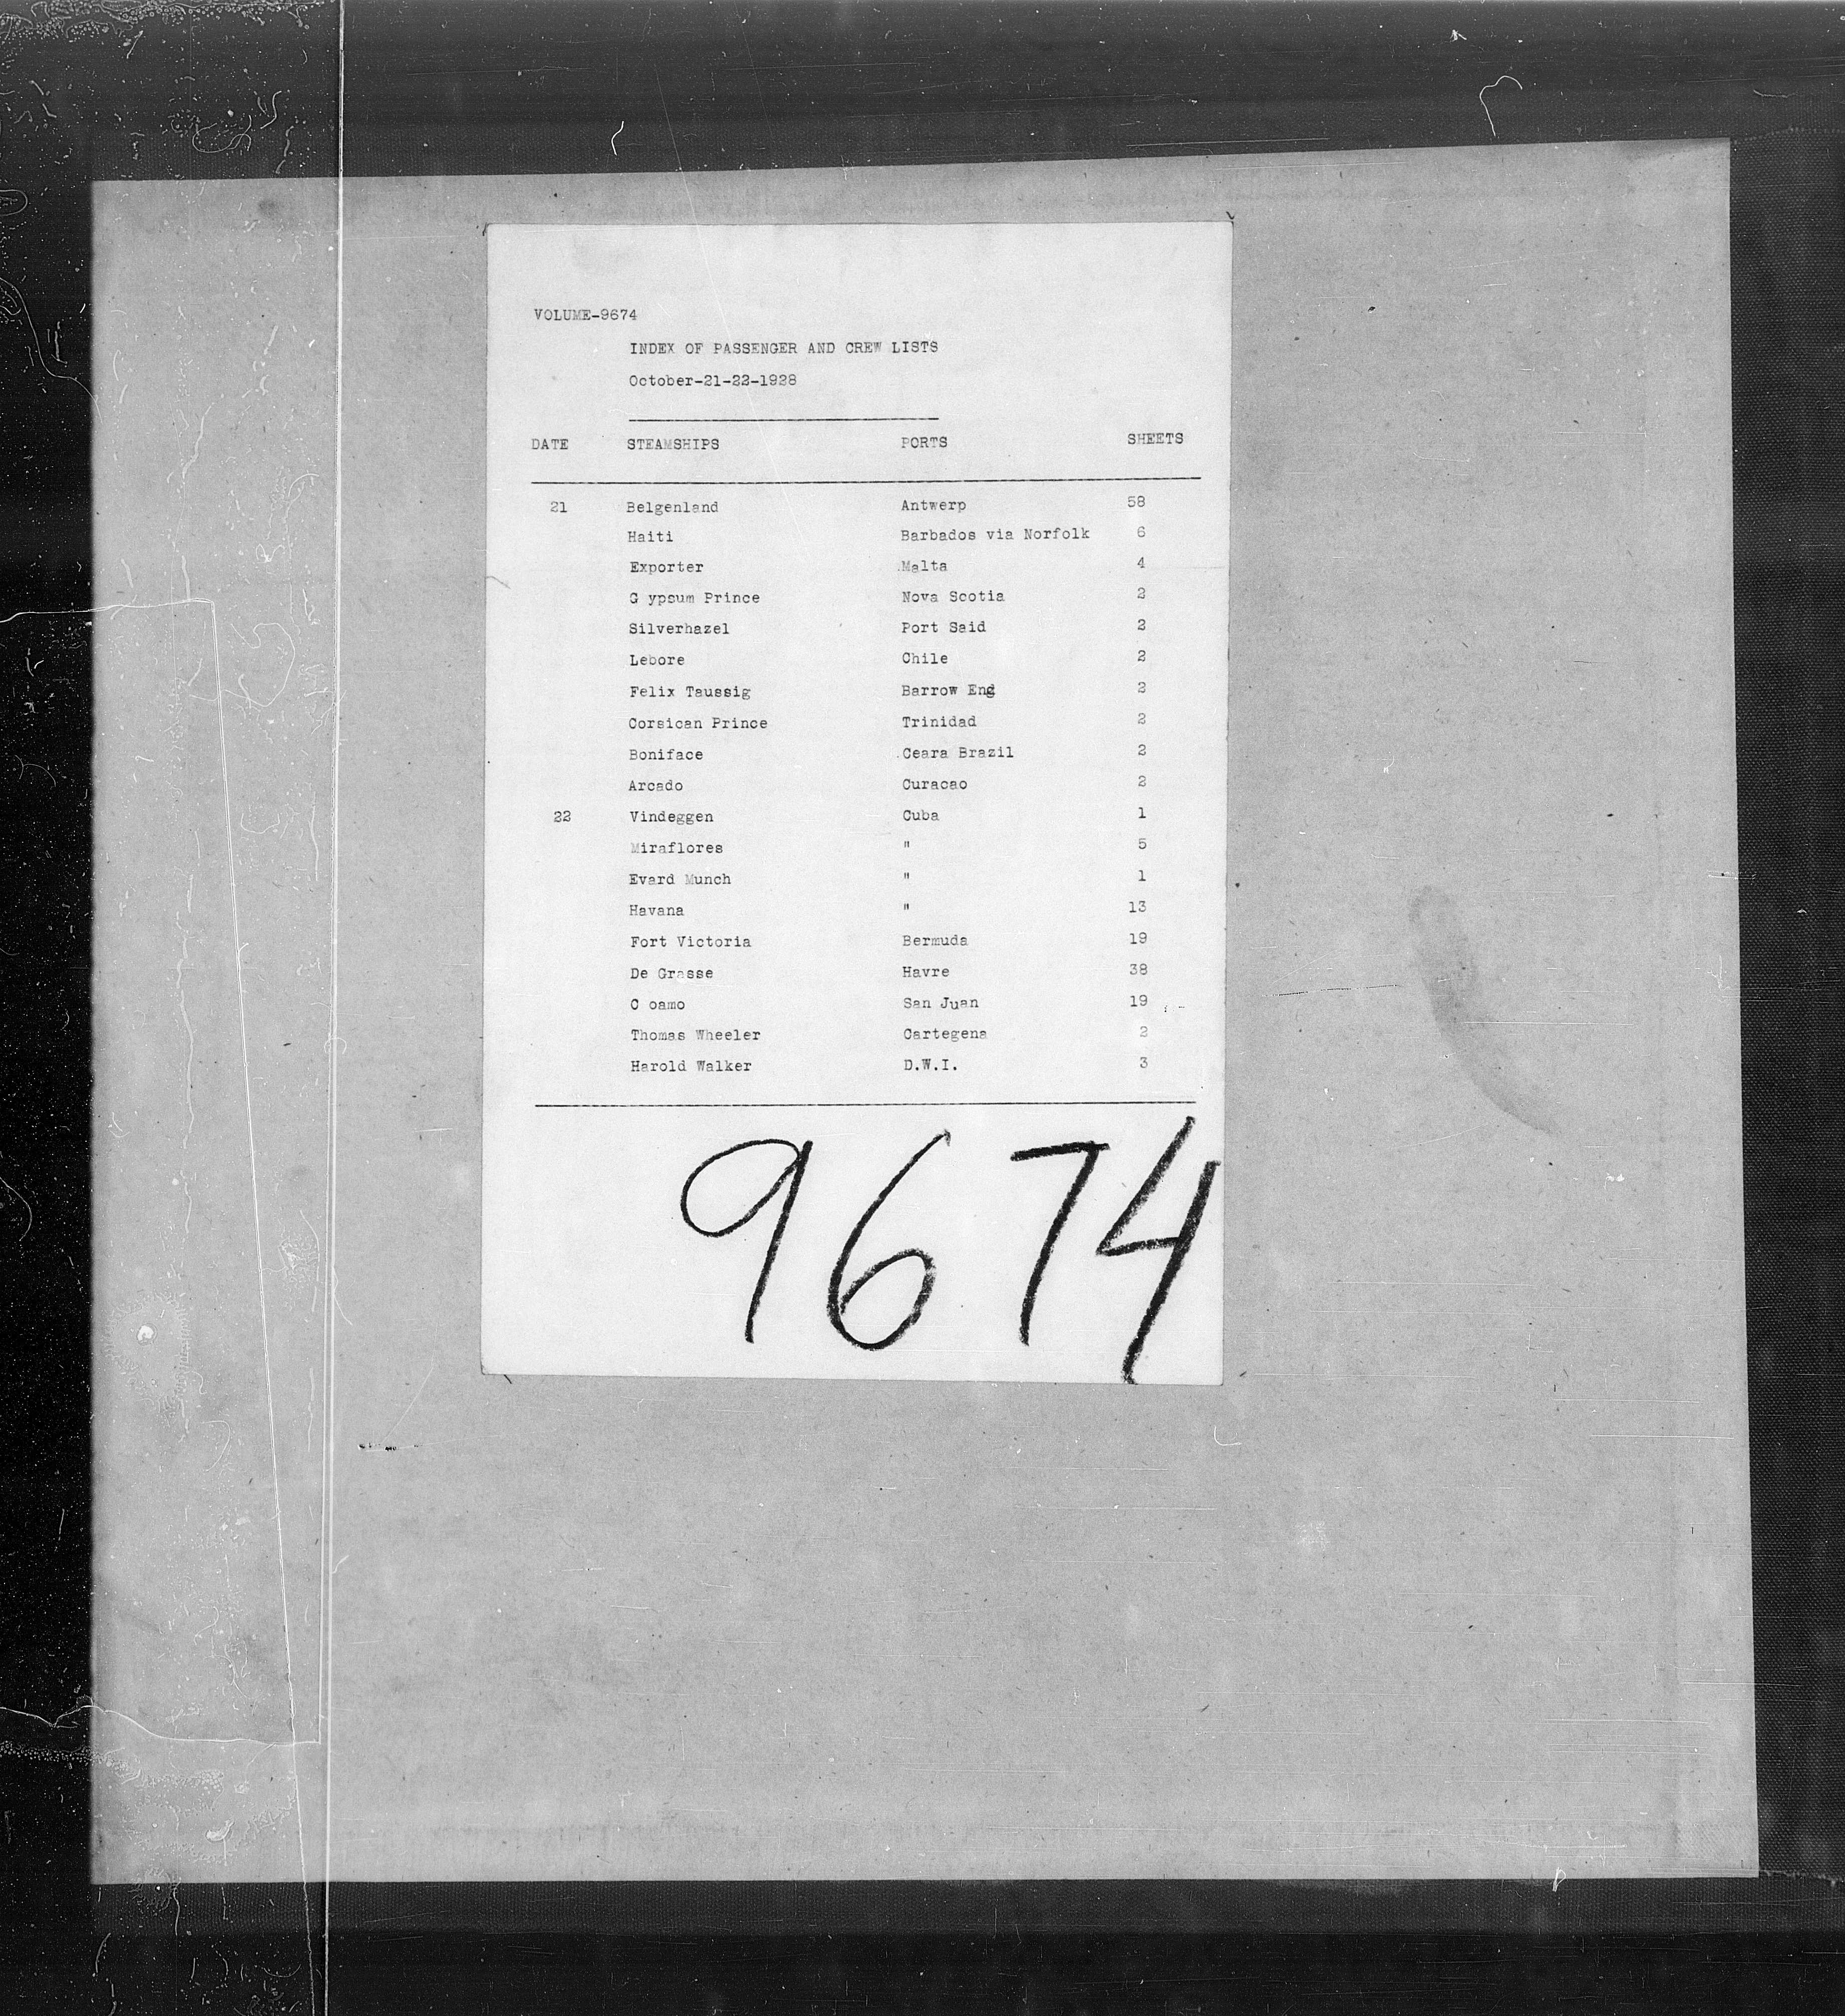 VOLUME-9674
INDEX OF PASSENGER AND CREW LISTS
October-21-22-1928
DATE STEAMSHIPS PORTS SHEETS
21 Belgenland Antwerp 58
Haiti Barbados via Norfolk 6
Exporter Malta 4
G ypsum Prince Nova Scotia 2
Silverhazel Port Said 2
Lebore Chile 2
Felix Taussig Barrow Eng 2
Corsican Prince Trinidad 2
Boniface Ceara Brazil 2
Arcado Curacao 2
22 Vindeggen Cuba 1
Miraflores " 5
Evard Munch " 1
Havana " 13
Fort Victoria Bermuda 19
De Grasse Havre 38
C oamo San Juan 19
Thomas Wheeler Cartegena 2
Harold Walker D.W.I. 3
9674